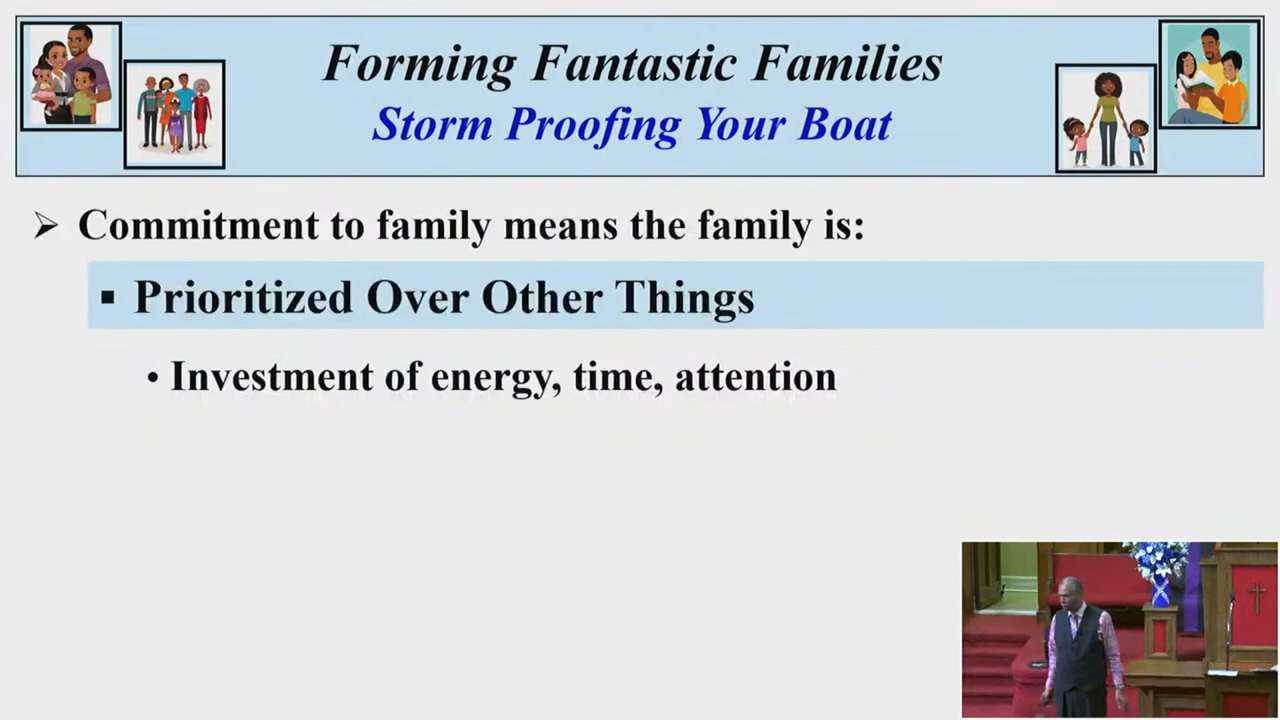 Forming Fantastic Families
Storm Proofing Your Boat
➢ Commitment to family means the family is:
▪ Prioritized Over Other Things
• Investment of energy, time, attention